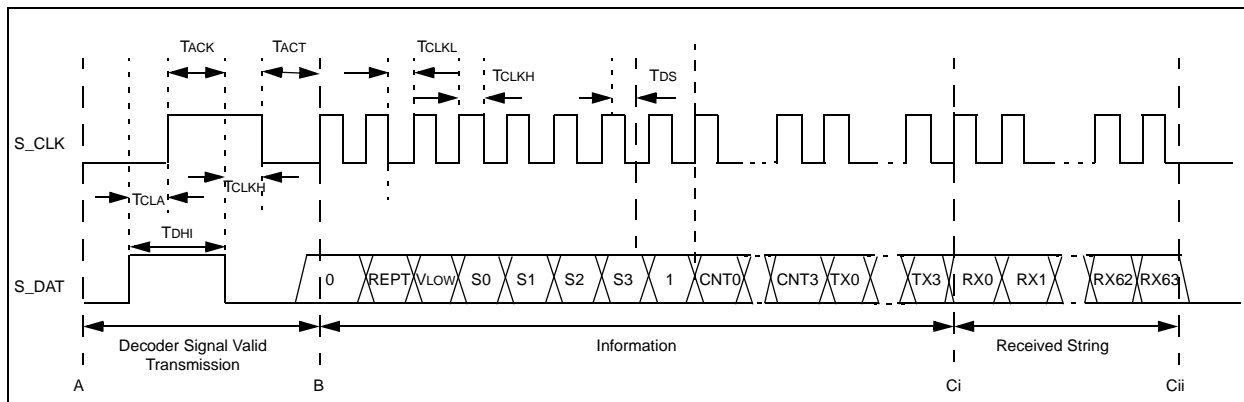 TACK TACT TCLKL
TCLKH TDS
S_CLK
TCLA TCLKH
TDHI
S_DAT 0 REPT VLOW S0 S1 S2 S3 1 CNT0 CNT3 TX0 TX3 RX0 RX1 RX62 RX63
Decoder Signal Valid Information Received String
Transmission
A B Ci Cii